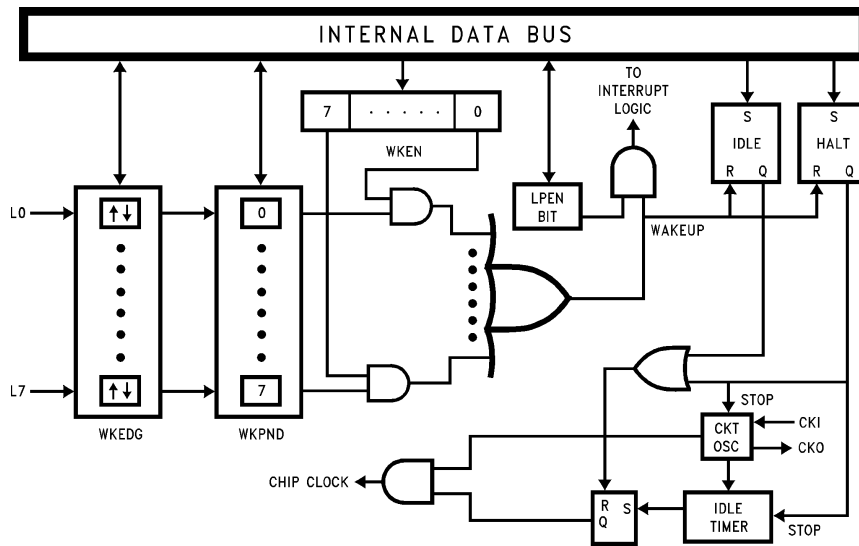 INTERNAL DATA BUS
TO
INTERRUPT
LOGIC
7 . . . . . 0
WKEN
S
IDLE
R Q
S
HALT
R Q
LPEN
BIT
WAKEUP
L0
↑↓
0
L7
↑↓
7
WKEDG
WKPND
STOP
CKT
OSC
CKI
CKO
CHIP CLOCK
R S
Q
IDLE
TIMER
STOP